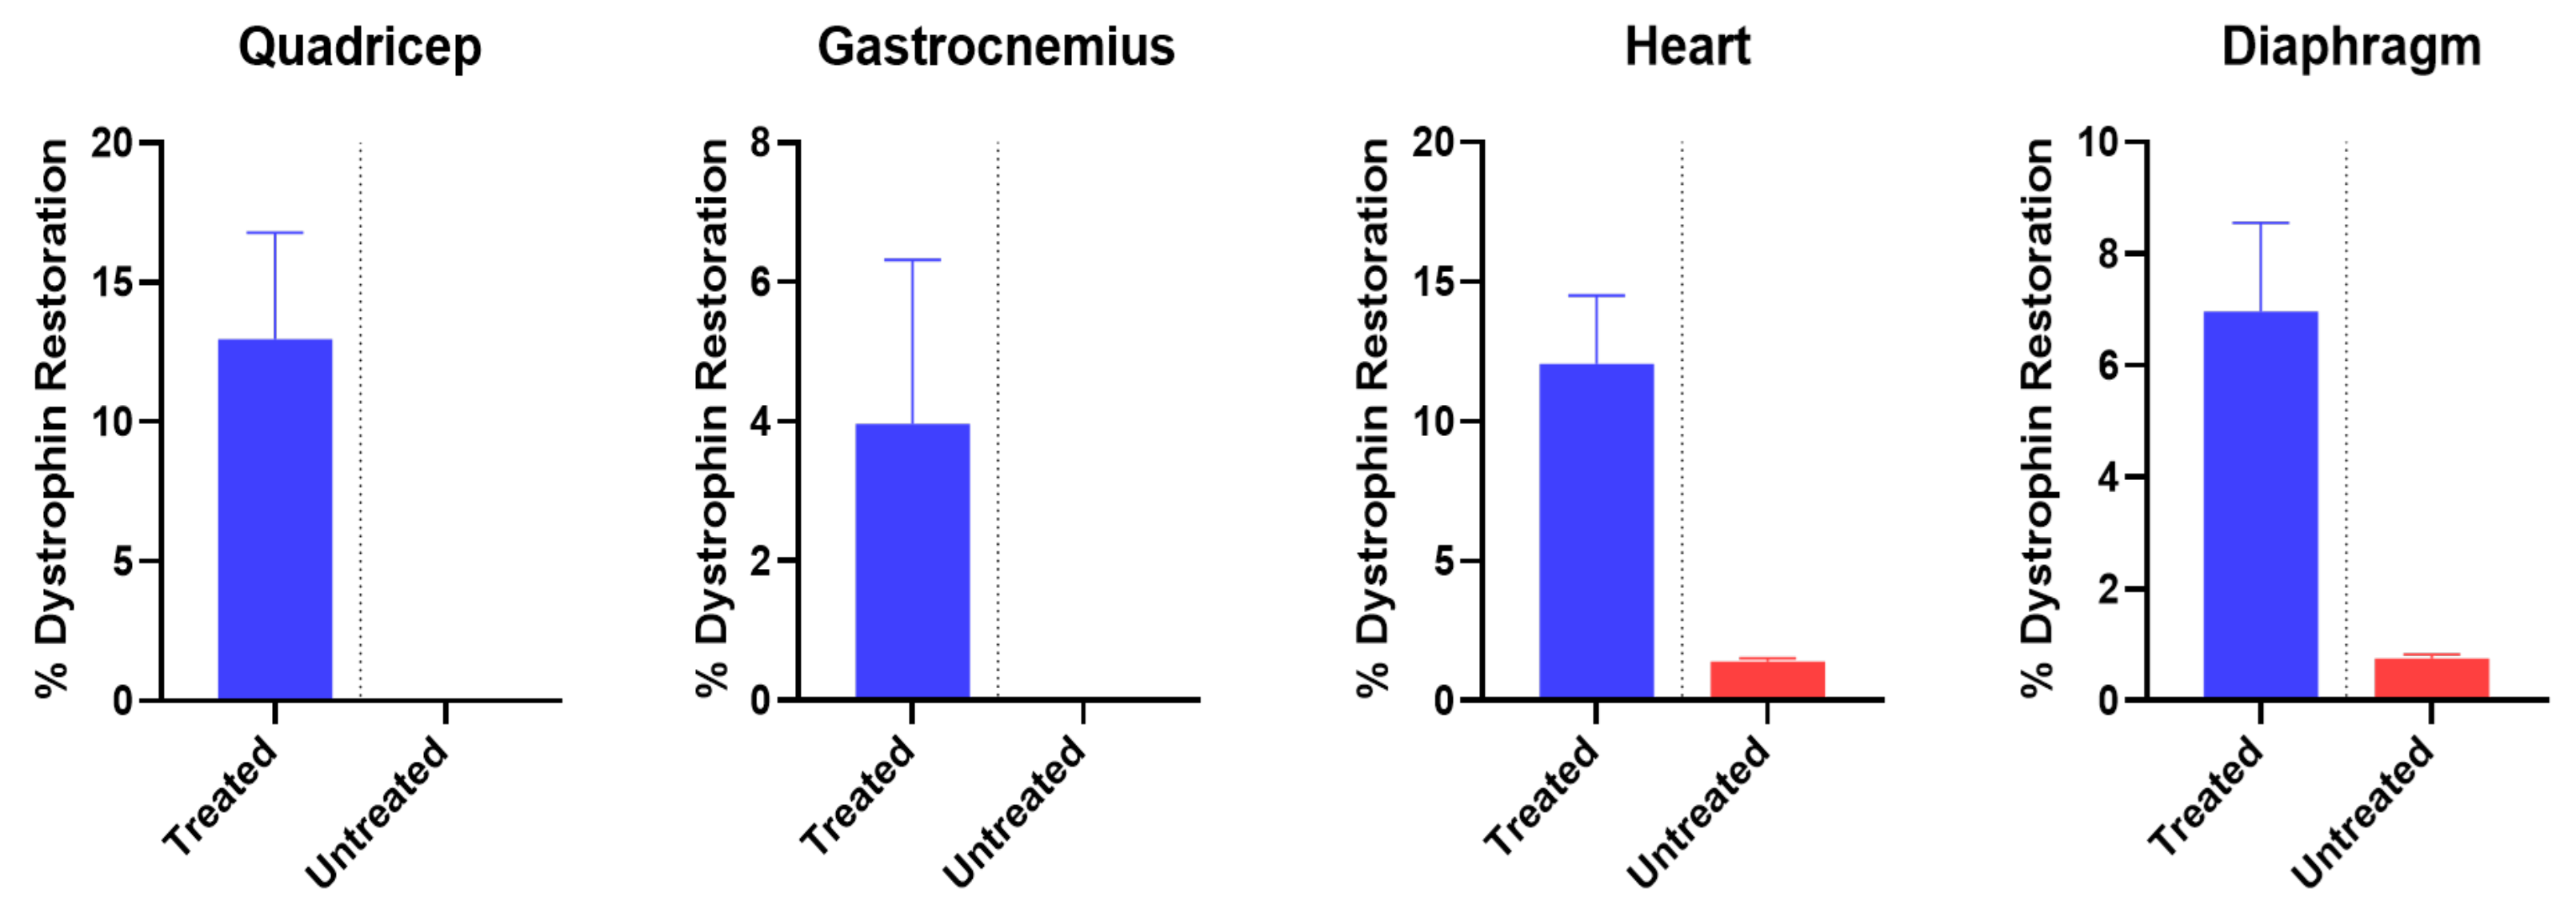 Quadricep
% Dystrophin Restoration
20
15
10
5
0
Treated
Untreated
Gastrocnemius
% Dystrophin Restoration
8
6
4
2
0
Treated
Untreated
Heart
% Dystrophin Restoration
20
15
10
5
0
Treated
Untreated
Diaphragm
% Dystrophin Restoration
10
8
6
4
2
0
Treated
Untreated